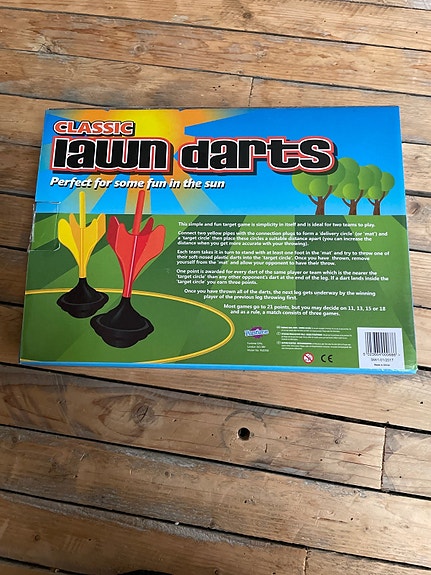 CLASSIC
lawn darts
Perfect for some fun in the sun
This simple and fun target game is simplicity in itself and is ideal for two teams to play.
Connect two yellow pipes with the connection plugs to form a 'delivery circle' (or 'mat') and
a 'target circle' then place these circles a suitable distance apart (you can increase the
distance when you get more accurate with your throwing).
Each team takes it in turn to stand with at least one foot in the 'mat' and try to throw one of
their soft-nosed plastic darts into the 'target circle'. Once you have thrown, remove
yourself from the 'mat' and allow your opponent to have their throw.
One point is awarded for every dart of the same player or team which is the nearer the
'target circle' than any other opponent's dart at the end of the leg. If a dart lands inside the
'target circle' you earn three points.
Once you have thrown all of the darts, the next leg gets underway by the winning
player of the previous leg throwing first.
Most games go to 21 points, but you may decide on 11, 13, 15 or 18
and as a rule, a match consists of three games.
CE